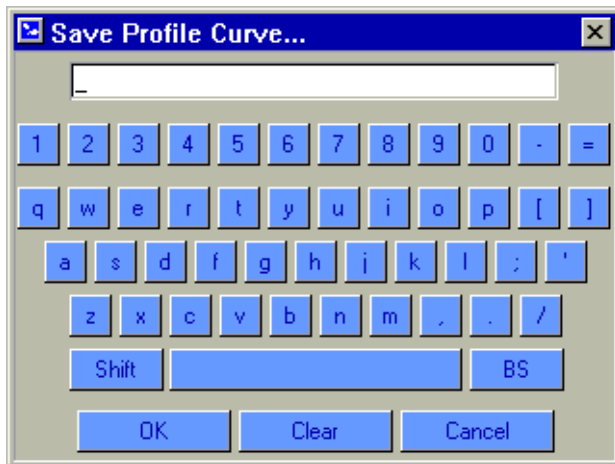 Save Profile Curve...
_
1 2 3 4 5 6 7 8 9 0 - =
q w e r t y u i o p [ ]
a s d f g h j k l ; '
z x c v b n m , . /
Shift BS
OK Clear Cancel